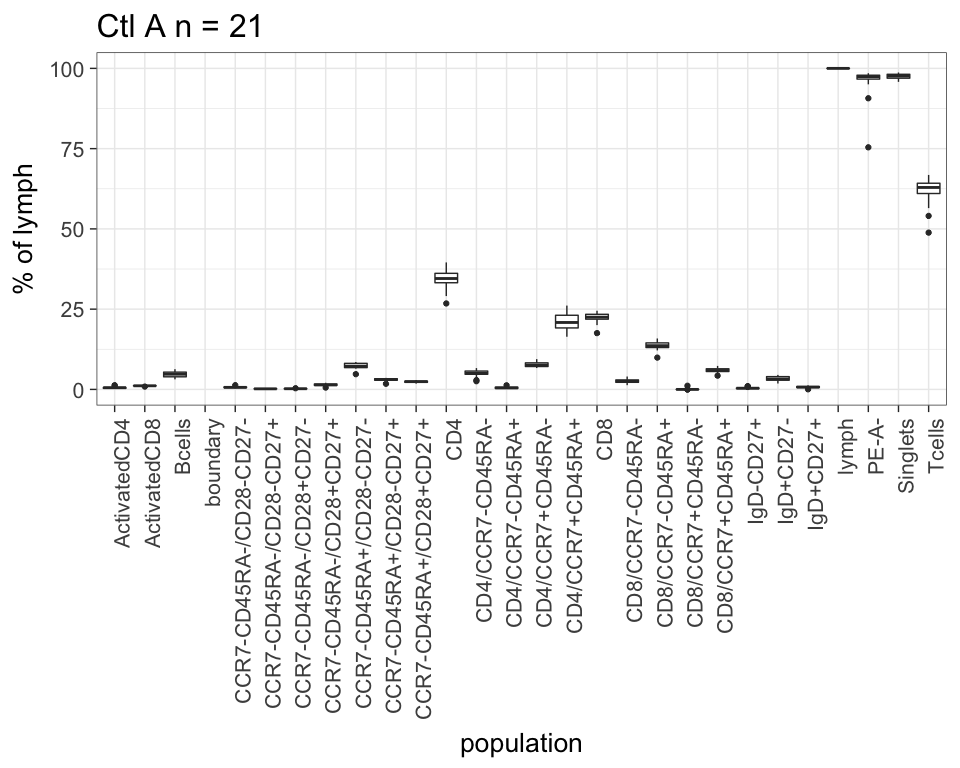 Ctl A n = 21
% of lymph
100
75
50
25
0
ActivatedCD4
ActivatedCD8
Bcells
boundary
CCR7-CD45RA-/CD28-CD27-
CCR7-CD45RA-/CD28-CD27+
CCR7-CD45RA-/CD28+CD27-
CCR7-CD45RA-/CD28+CD27+
CCR7-CD45RA+/CD28-CD27-
CCR7-CD45RA+/CD28-CD27+
CCR7-CD45RA+/CD28+CD27+
CD4
CD4/CCR7-CD45RA-
CD4/CCR7-CD45RA+
CD4/CCR7+CD45RA-
CD4/CCR7+CD45RA+
CD8
CD8/CCR7-CD45RA-
CD8/CCR7-CD45RA+
CD8/CCR7+CD45RA-
CD8/CCR7+CD45RA+
IgD-CD27+
IgD+CD27-
IgD+CD27+
lymph
PE-A-
Singlets
Tcells
population